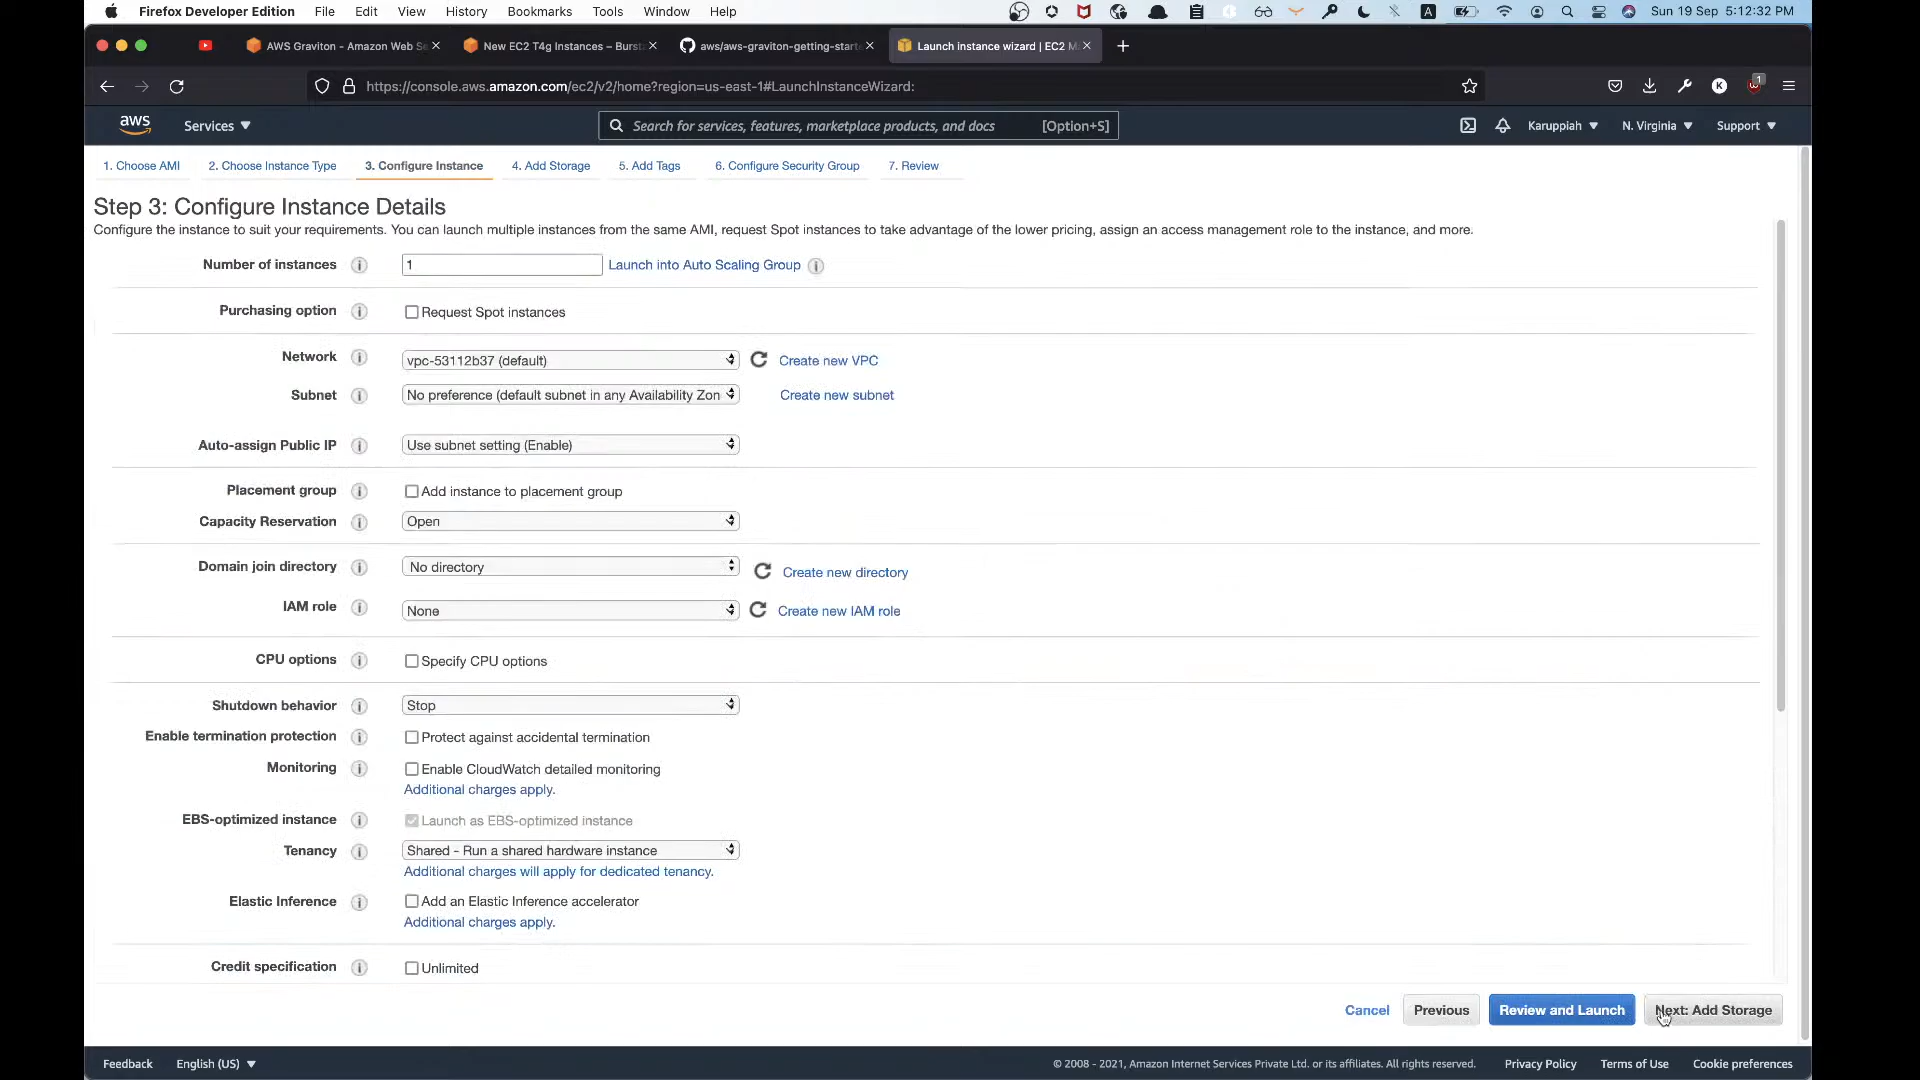 Firefox Developer Edition File Edit View History Bookmarks Tools Window Help A Sun 19 Sep 5:12:32 PM
AWS Graviton - Amazon Web Se New EC2 T4g Instances – Burst aws/aws-graviton-getting-start Launch instance wizard | EC2 M
https://console.aws.amazon.com/ec2/v2/home?region=us-east-1#LaunchInstanceWizard: K 1
aws Services Search for services, features, marketplace products, and docs [Option+S] Karuppiah N. Virginia Support
1. Choose AMI 2. Choose Instance Type 3. Configure Instance 4. Add Storage 5. Add Tags 6. Configure Security Group 7. Review
Step 3: Configure Instance Details
Configure the instance to suit your requirements. You can launch multiple instances from the same AMI, request Spot instances to take advantage of the lower pricing, assign an access management role to the instance, and more.
Number of instances i 1 Launch into Auto Scaling Group i
Purchasing option i Request Spot instances
Network i vpc-53112b37 (default) Create new VPC
Subnet i No preference (default subnet in any Availability Zon Create new subnet
Auto-assign Public IP i Use subnet setting (Enable)
Placement group i Add instance to placement group
Capacity Reservation i Open
Domain join directory i No directory Create new directory
IAM role i None Create new IAM role
CPU options i Specify CPU options
Shutdown behavior i Stop
Enable termination protection i Protect against accidental termination
Monitoring i Enable CloudWatch detailed monitoring
Additional charges apply.
EBS-optimized instance i Launch as EBS-optimized instance
Tenancy i Shared - Run a shared hardware instance
Additional charges will apply for dedicated tenancy.
Elastic Inference i Add an Elastic Inference accelerator
Additional charges apply.
Credit specification i Unlimited
Cancel Previous Review and Launch Next: Add Storage
Feedback English (US) © 2008 - 2021, Amazon Internet Services Private Ltd. or its affiliates. All rights reserved. Privacy Policy Terms of Use Cookie preferences